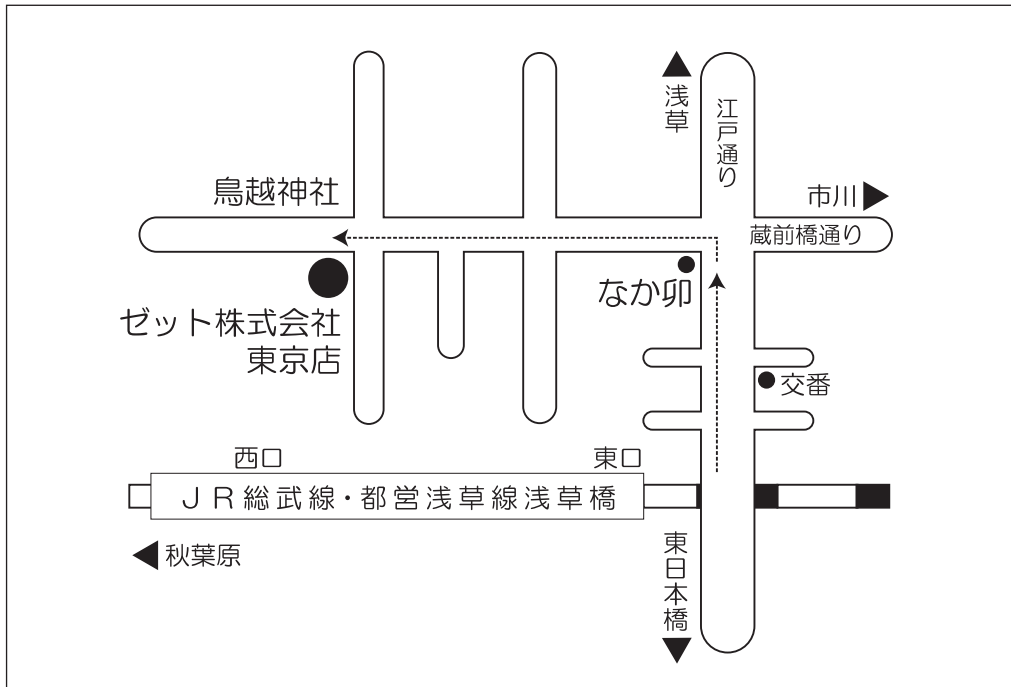 浅草
江戸通り
鳥越神社
市川
蔵前橋通り
なか卯
ゼット株式会社
東京店
交番
西口
東口
JR総武線・都営浅草線浅草橋
秋葉原
東日本橋